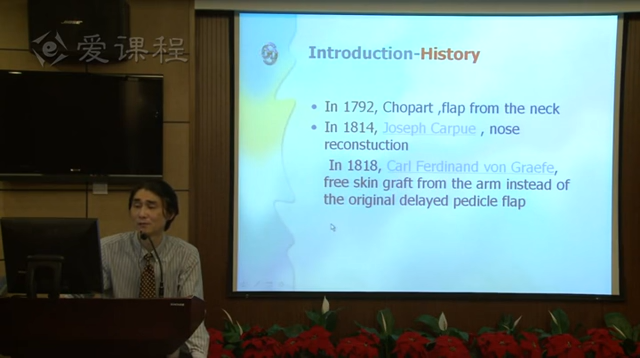 爱课程
Introduction-History
• In 1792, Chopart ,flap from the neck
• In 1814, Joseph Carpue , nose
reconstuction
In 1818, Carl Ferdinand von Graefe,
free skin graft from the arm instead of
the original delayed pedicle flap